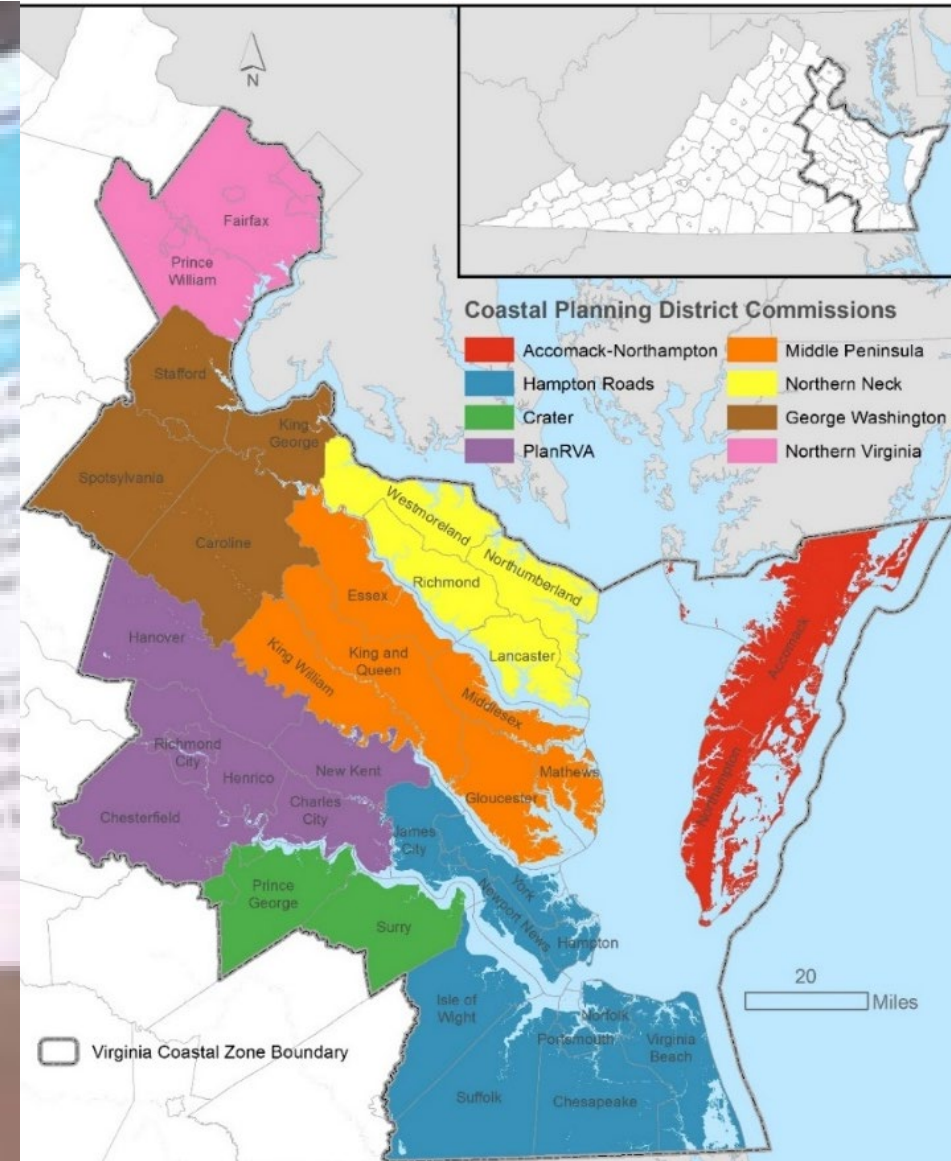 N
Fairfax
Prince
William
Coastal Planning District Commissions
Accomack-Northampton
Middle Peninsula
Hampton Roads
Northern Neck
Crater
George Washington
PlanRVA
Northern Virginia
Stafford
King
George
Spotsylvania
Caroline
Westmoreland
Northumberland
Richmond
Essex
Lancaster
Hanover
King William
King and
Queen
Middlesex
Accomack
Richmond
City
Henrico
New Kent
Mathews
Gloucester
Chesterfield
Charles
City
James
City
Northampton
Prince
George
York
Newport News
Surry
Hampton
20
Miles
Isle of
Wight
Norfolk
Portsmouth
Virginia
Beach
Virginia Coastal Zone Boundary
Suffolk
Chesapeake